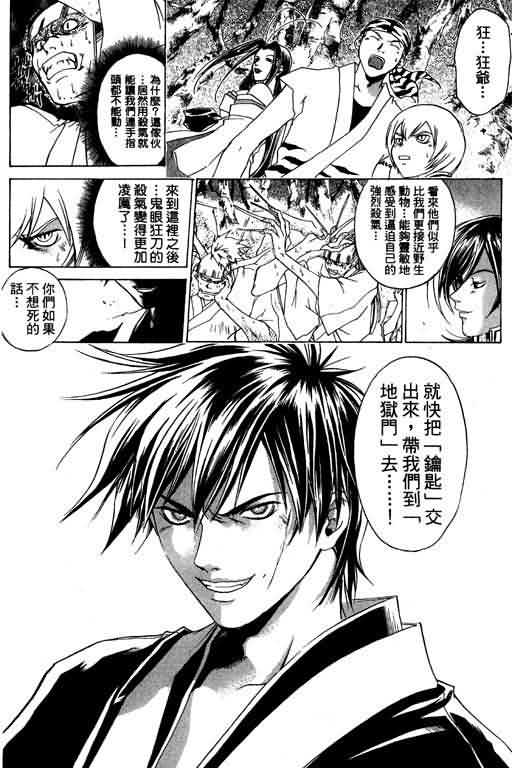 狂…狂爺…
為什麼?這傢伙
…居然用殺氣就
能讓我們連手指
頭都不能動…
看來他們似乎
比我們更接近野生
動物…能夠靈敏地
感受到逼迫自己的
強烈殺氣…
來到這裡之後
…鬼眼狂刀的
殺氣變得更加
凌厲了…!
你們如果
不想死的
話…
就快把「鑰匙」交
出來,帶我們到「
地獄門」去……!